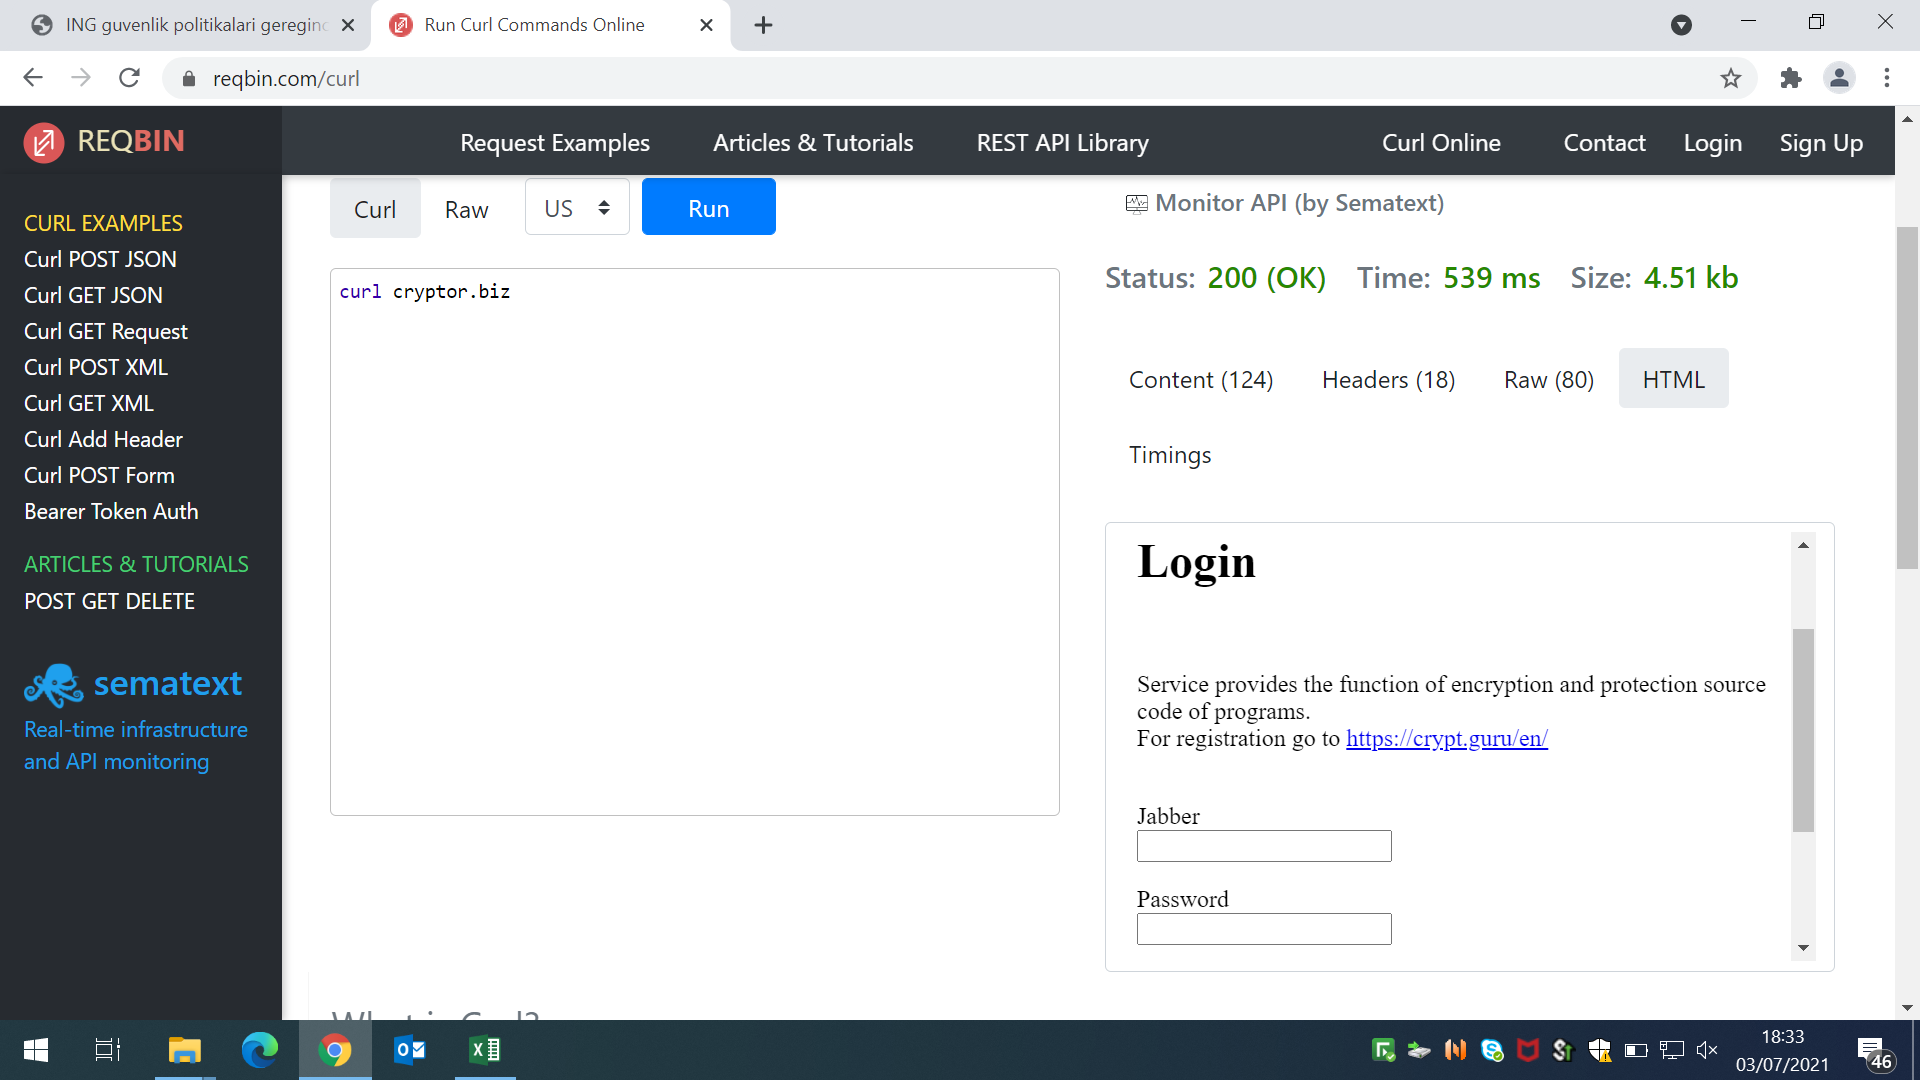 ING guvenlik politikalari geregin
Run Curl Commands Online
reqbin.com/curl
REQBIN
Request Examples
Articles & Tutorials
REST API Library
Curl Online
Contact
Login
Sign Up
CURL EXAMPLES
Curl POST JSON
Curl GET JSON
Curl GET Request
Curl POST XML
Curl GET XML
Curl Add Header
Curl POST Form
Bearer Token Auth
ARTICLES & TUTORIALS
POST GET DELETE
sematext
Real-time infrastructure
and API monitoring
Curl
Raw
US
Run
curl cryptor.biz
Monitor API (by Sematext)
Status: 200 (OK) Time: 539 ms Size: 4.51 kb
Content (124)
Headers (18)
Raw (80)
HTML
Timings
Login
Service provides the function of encryption and protection source
code of programs.
For registration go to https://crypt.guru/en/
Jabber
Password
What is Curl?
18:33
03/07/2021
46